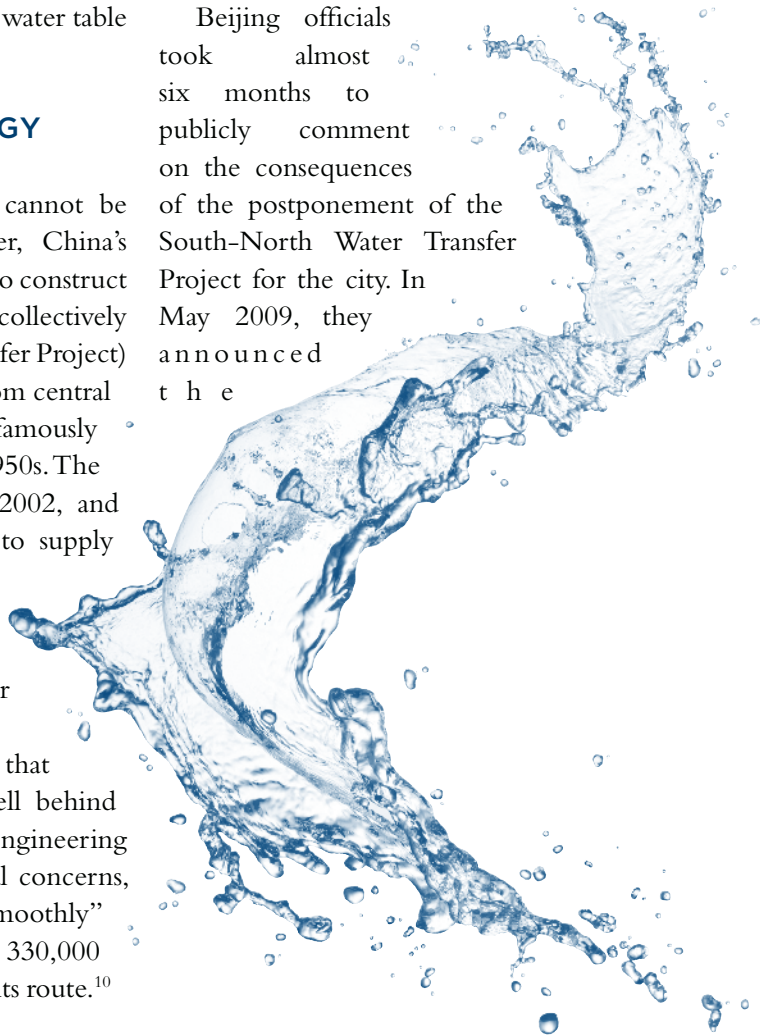 water table
GY
cannot be
er, China's
o construct
collectively
fer Project)
om central
famously
950s. The
2002, and
to supply
r
that
ell behind
ngineering
l concerns,
moothly”
330,000
its route.10
Beijing officials
took almost
six months to
publicly comment
on the consequences
of the postponement of the
South-North Water Transfer
Project for the city. In
May 2009, they
announced
the